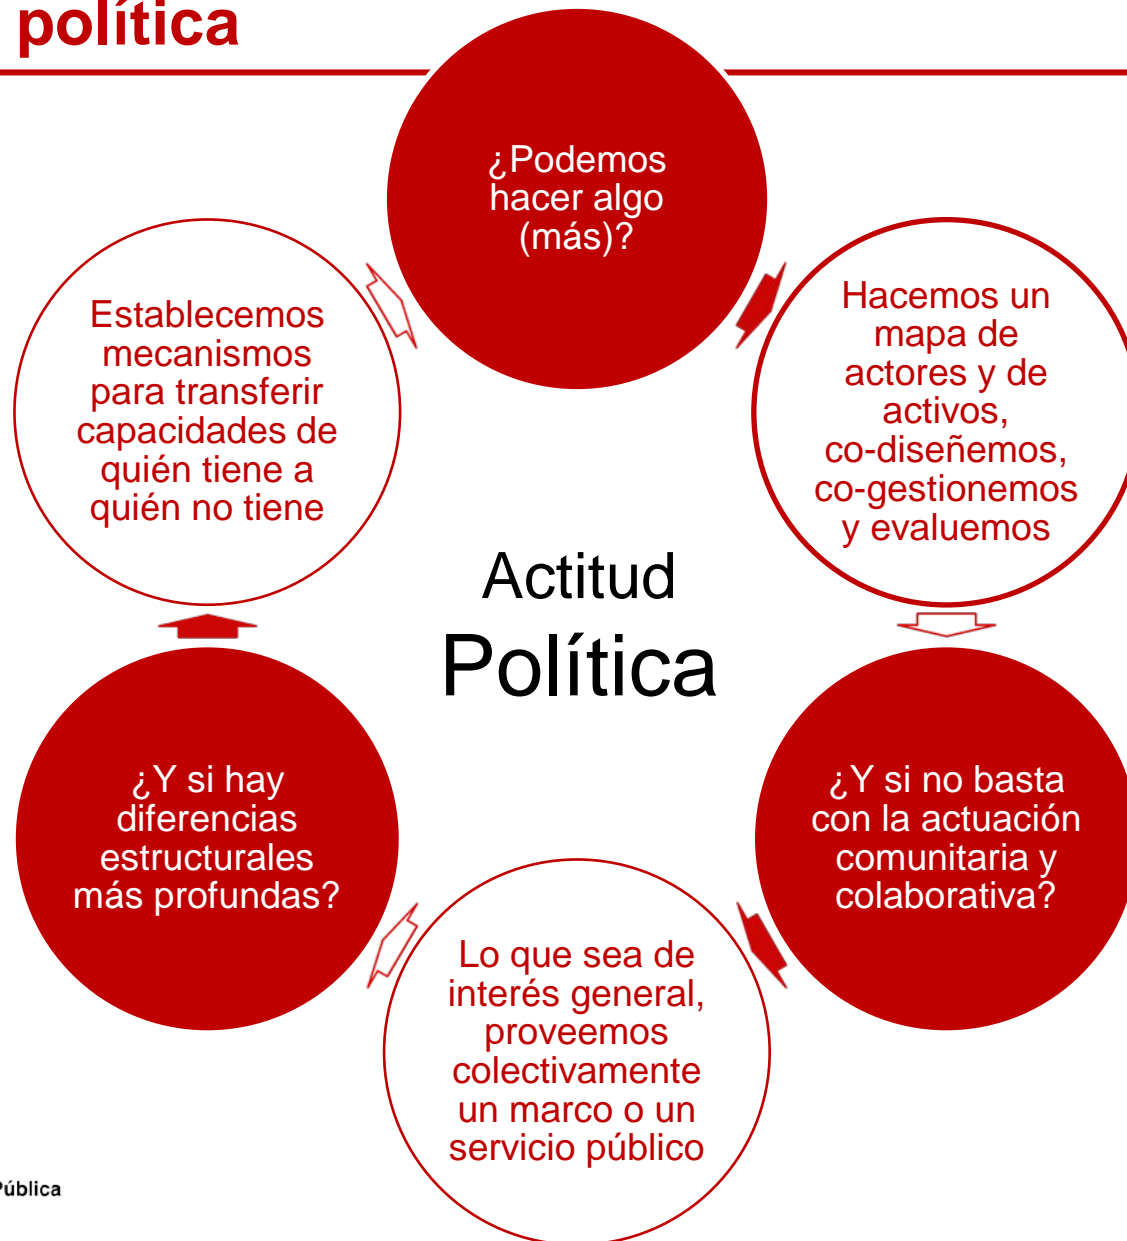 política
¿Podemos
hacer algo
(más)?
Hacemos un
mapa de
actores y de
activos,
co-diseñemos,
co-gestionemos
y evaluemos
¿Y si no basta
con la actuación
comunitaria y
colaborativa?
Lo que sea de
interés general,
proveemos
colectivamente
un marco o un
servicio público
¿Y si hay
diferencias
estructurales
más profundas?
Establecemos
mecanismos
para transferir
capacidades de
quién tiene a
quién no tiene
Actitud
Política
Pública